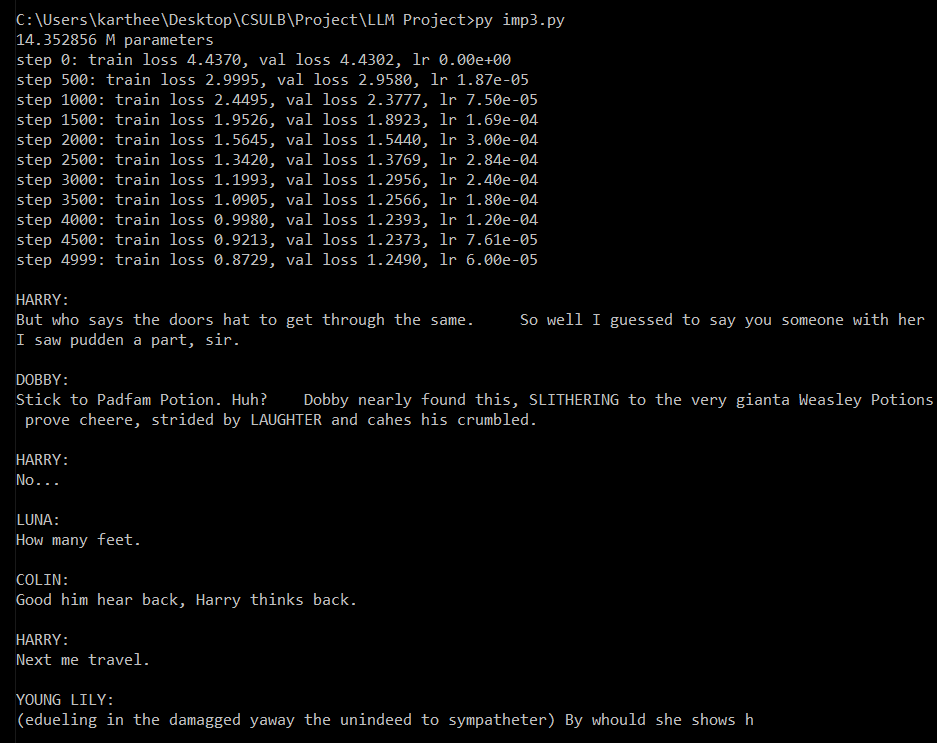 C:\Users\karthee\Desktop\CSULB\Project\LLM Project>py imp3.py
14.352856 M parameters
step 0: train loss 4.4370, val loss 4.4302, lr 0.00e+00
step 500: train loss 2.9995, val loss 2.9580, lr 1.87e-05
step 1000: train loss 2.4495, val loss 2.3777, lr 7.50e-05
step 1500: train loss 1.9526, val loss 1.8923, lr 1.69e-04
step 2000: train loss 1.5645, val loss 1.5440, lr 3.00e-04
step 2500: train loss 1.3420, val loss 1.3769, lr 2.84e-04
step 3000: train loss 1.1993, val loss 1.2956, lr 2.40e-04
step 3500: train loss 1.0905, val loss 1.2566, lr 1.80e-04
step 4000: train loss 0.9980, val loss 1.2393, lr 1.20e-04
step 4500: train loss 0.9213, val loss 1.2373, lr 7.61e-05
step 4999: train loss 0.8729, val loss 1.2490, lr 6.00e-05
HARRY:
But who says the doors hat to get through the same.     So well I guessed to say you someone with her
I saw pudden a part, sir.
DOBBY:
Stick to Padfam Potion. Huh?    Dobby nearly found this, SLITHERING to the very gianta Weasley Potions
 prove cheere, strided by LAUGHTER and cahes his crumbled.
HARRY:
No...
LUNA:
How many feet.
COLIN:
Good him hear back, Harry thinks back.
HARRY:
Next me travel.
YOUNG LILY:
(edueling in the damagged yaway the unindeed to sympatheter) By whould she shows h